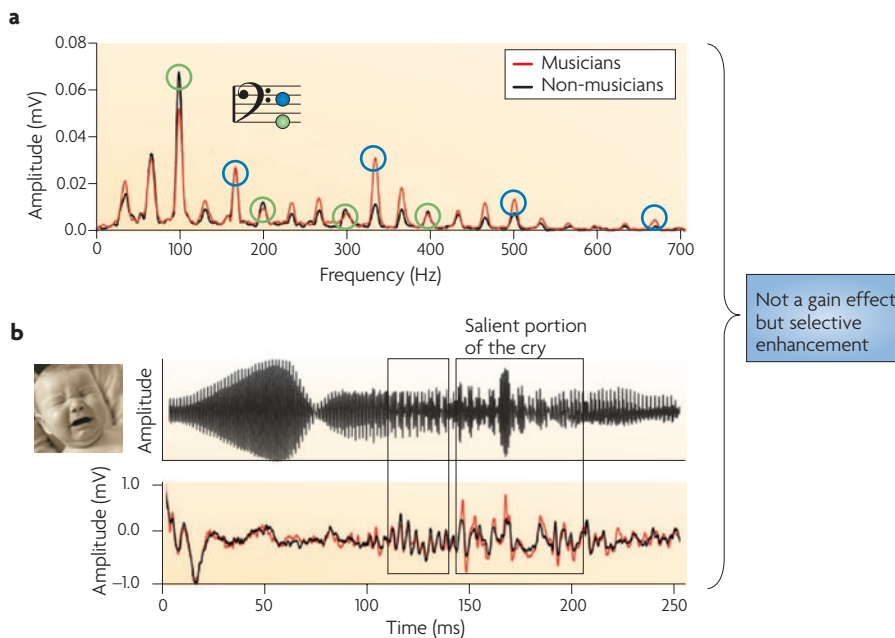 a
0.08
0.06
0.04
0.02
0.0
Amplitude (mV)
Musicians
Non-musicians
0
100
200
300
400
500
600
700
Frequency (Hz)
Not a gain effect
but selective
enhancement
b
Salient portion
of the cry
Amplitude
1.0
0.0
–1.0
Amplitude (mV)
0
50
100
150
200
250
Time (ms)